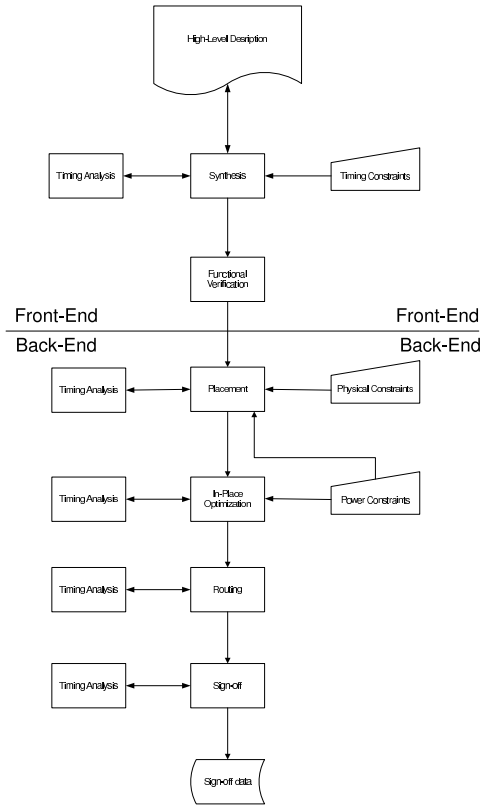 High-Level Desription
Timing Analysis
Synthesis
Timing Constraints
Functional
Verification
Front-End
Front-End
Back-End
Back-End
Timing Analysis
Placement
Physical Constraints
Timing Analysis
In-Place
Optimization
Power Constraints
Timing Analysis
Routing
Timing Analysis
Sign-off
Sign-off data